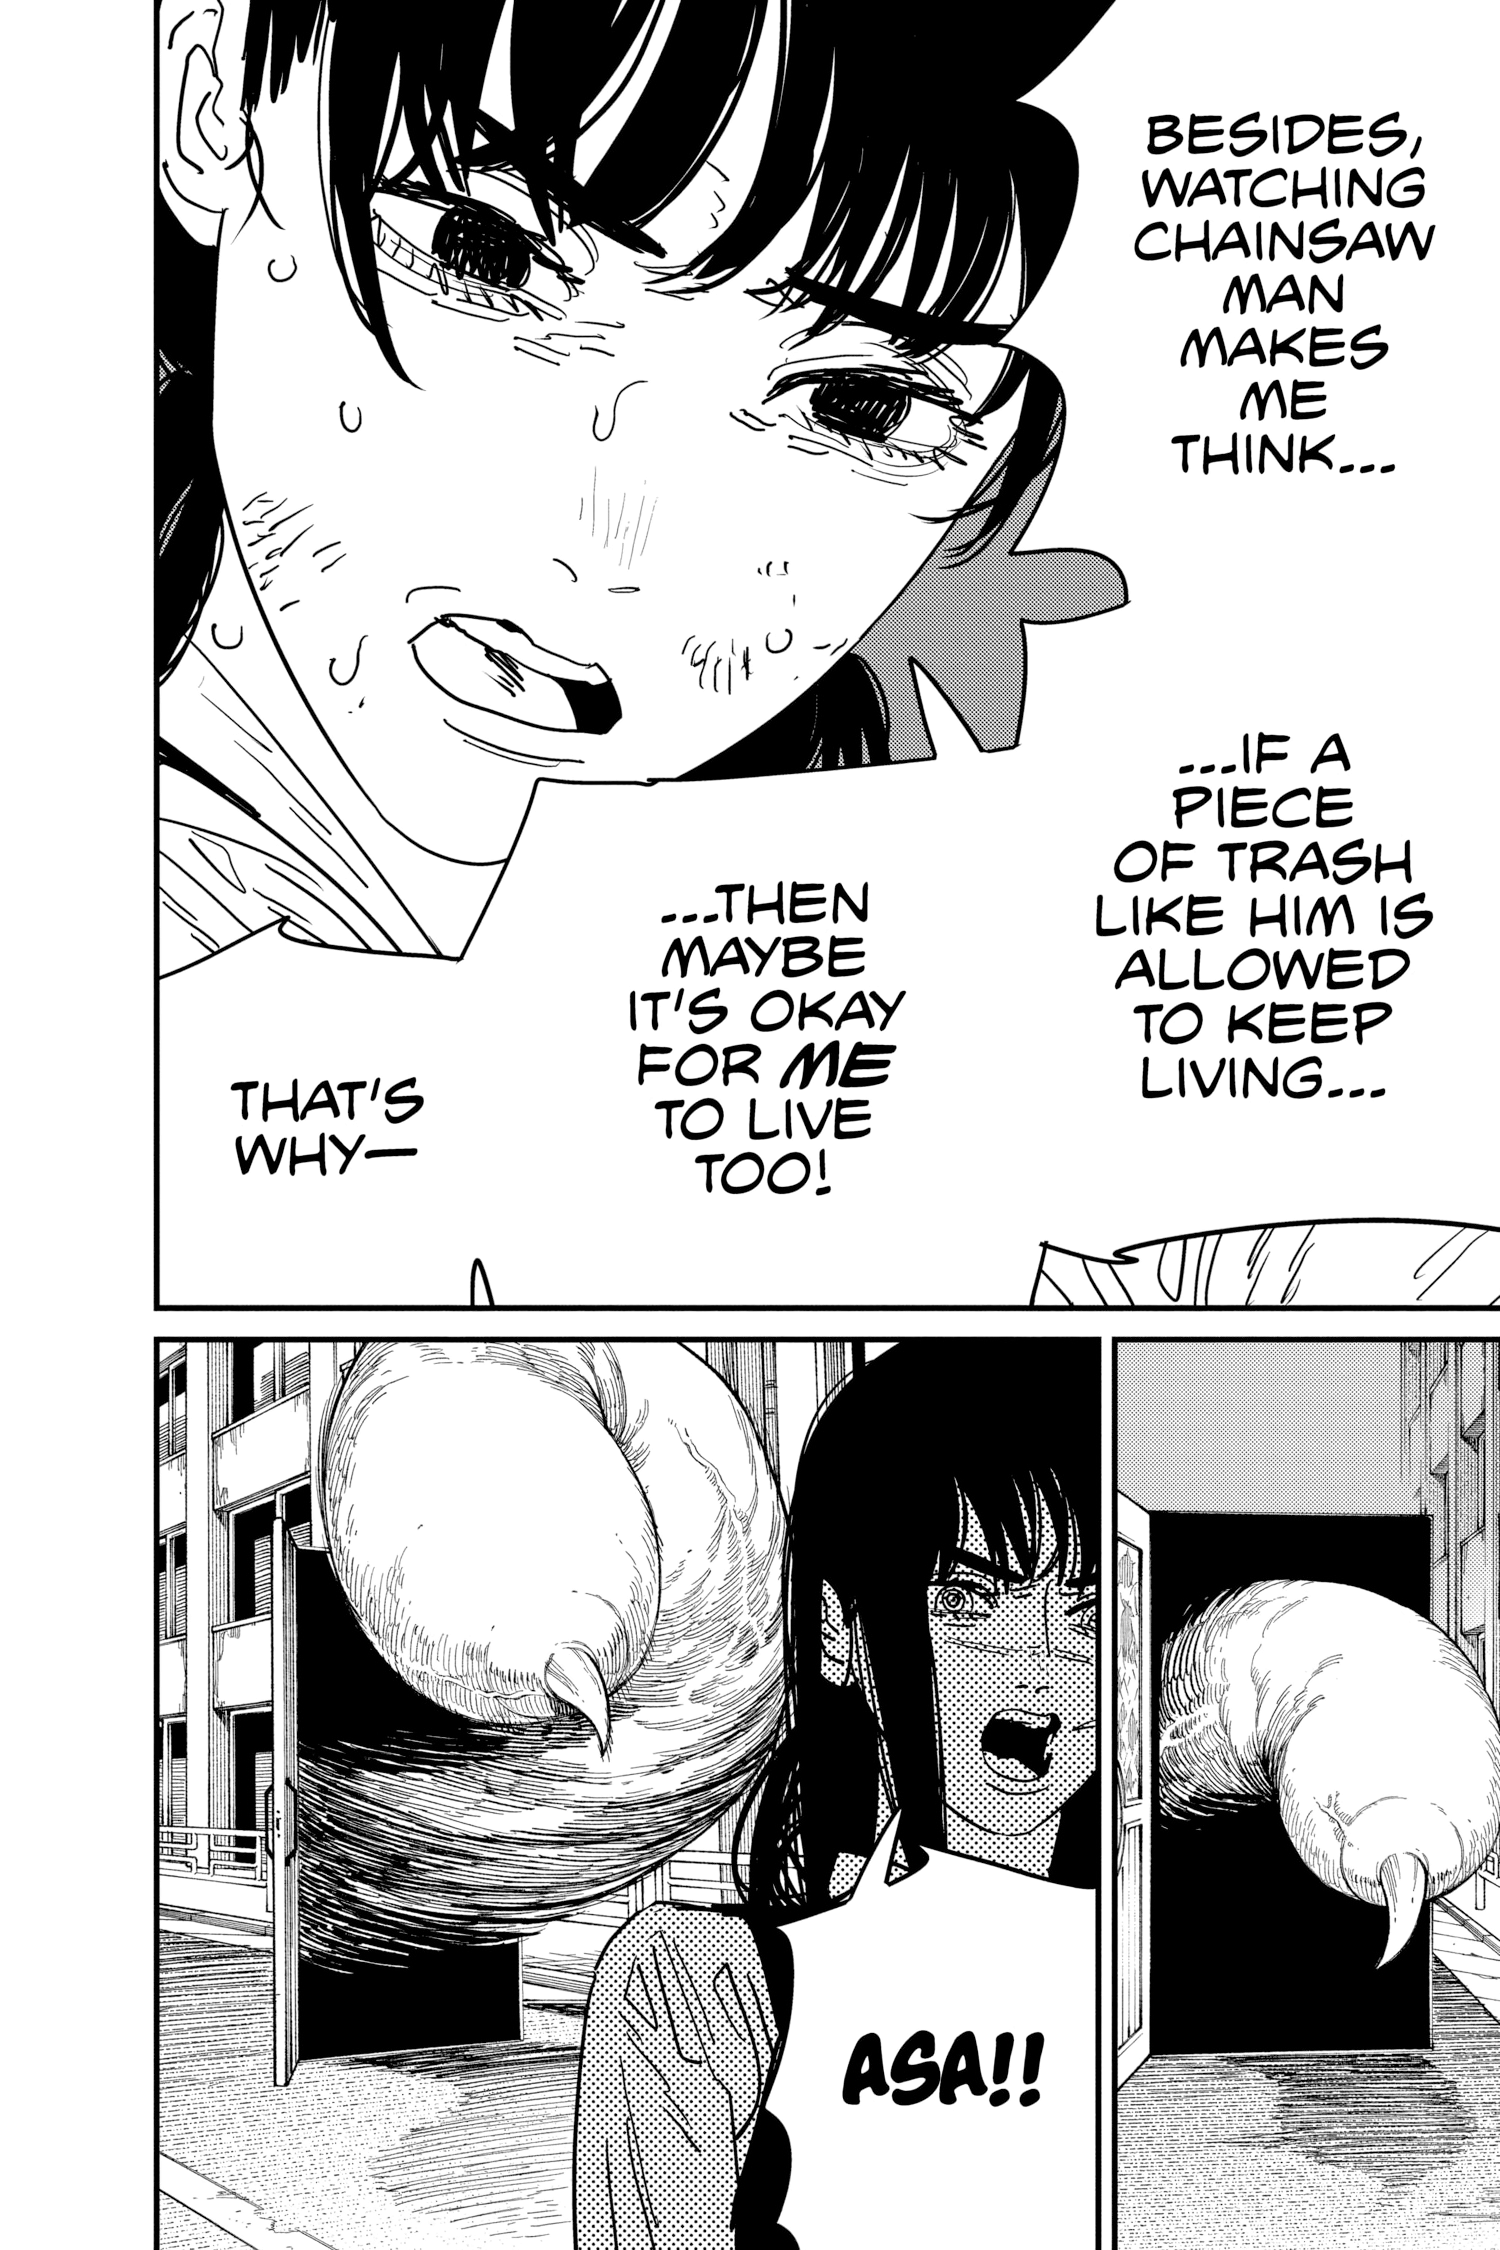 BESIDES,
WATCHING
CHAINSAW
MAN
MAKES
ME
THINK...
...IF A
PIECE
OF TRASH
LIKE HIM IS
ALLOWED
TO KEEP
LIVING...
...THEN
MAYBE
IT'S OKAY
FOR ME
TO LIVE
TOO!
THAT'S
WHY—
ASA!!